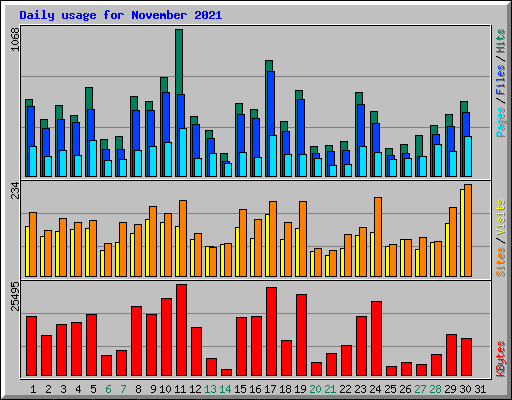 Daily usage for November 2021
1068
Pages / Files / Hits
234
Sites / Visits
25495
KBytes
1 2 3 4 5 6 7 8 9 10 11 12 13 14 15 16 17 18 19 20 21 22 23 24 25 26 27 28 29 30 31